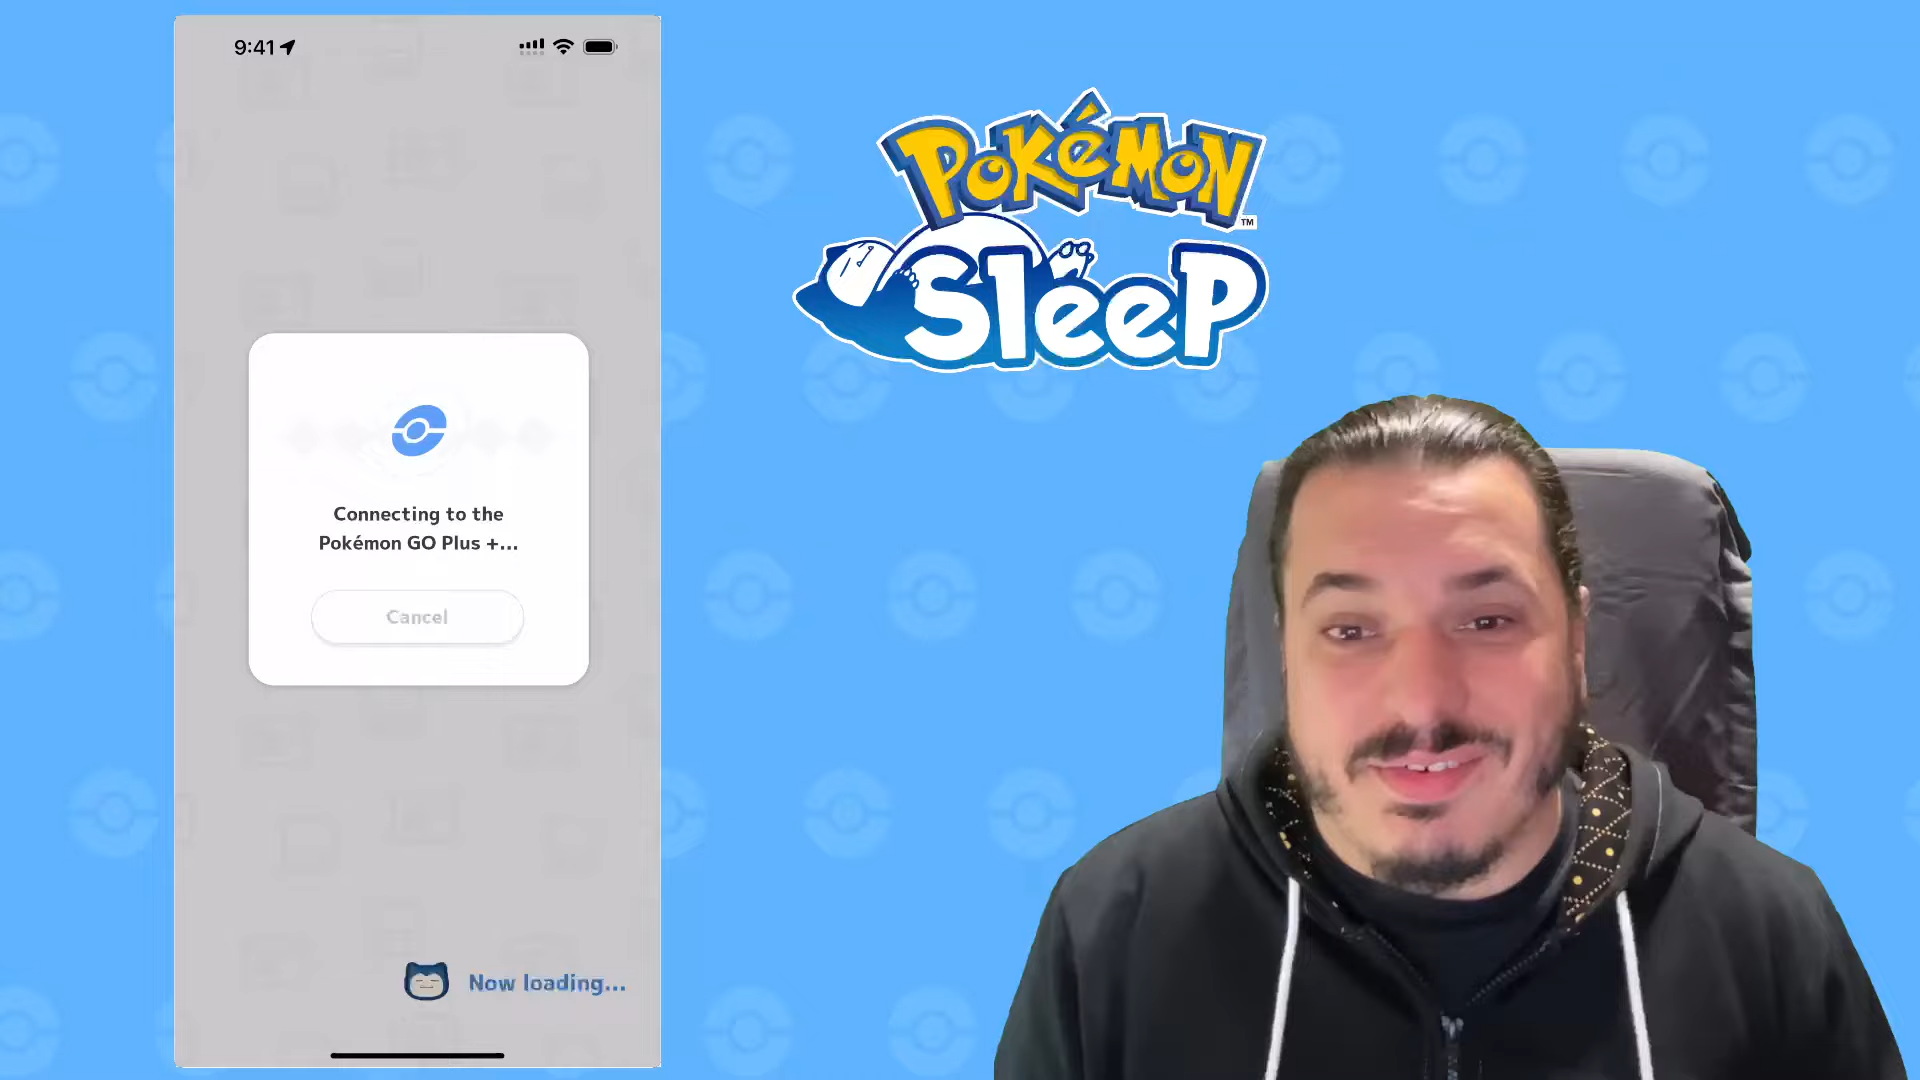 9:41
Connecting to the
Pokémon GO Plus +...
Cancel
Now loading...
POKéMON
TM
SleeP